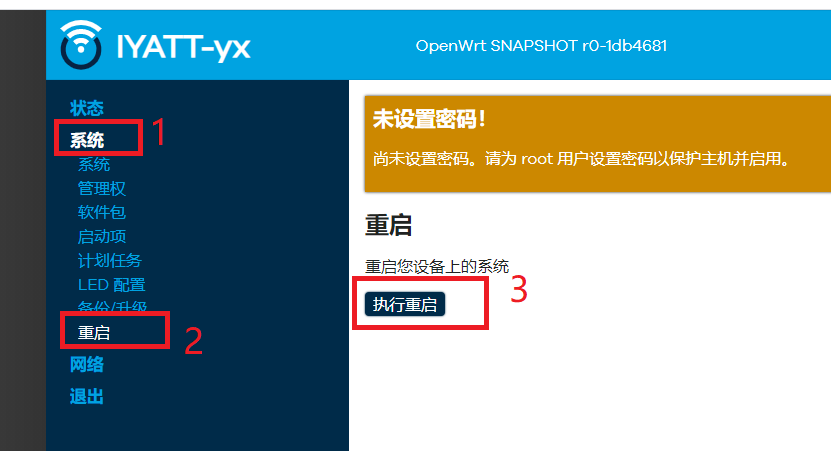 IYATT-yx
OpenWrt SNAPSHOT r0-1db4681
状态
系统
1
系统
管理权
软件包
启动项
计划任务
LED 配置
备份/升级
重启
2
网络
退出
未设置密码!
尚未设置密码。请为 root 用户设置密码以保护主机并启用。
重启
重启您设备上的系统
执行重启
3